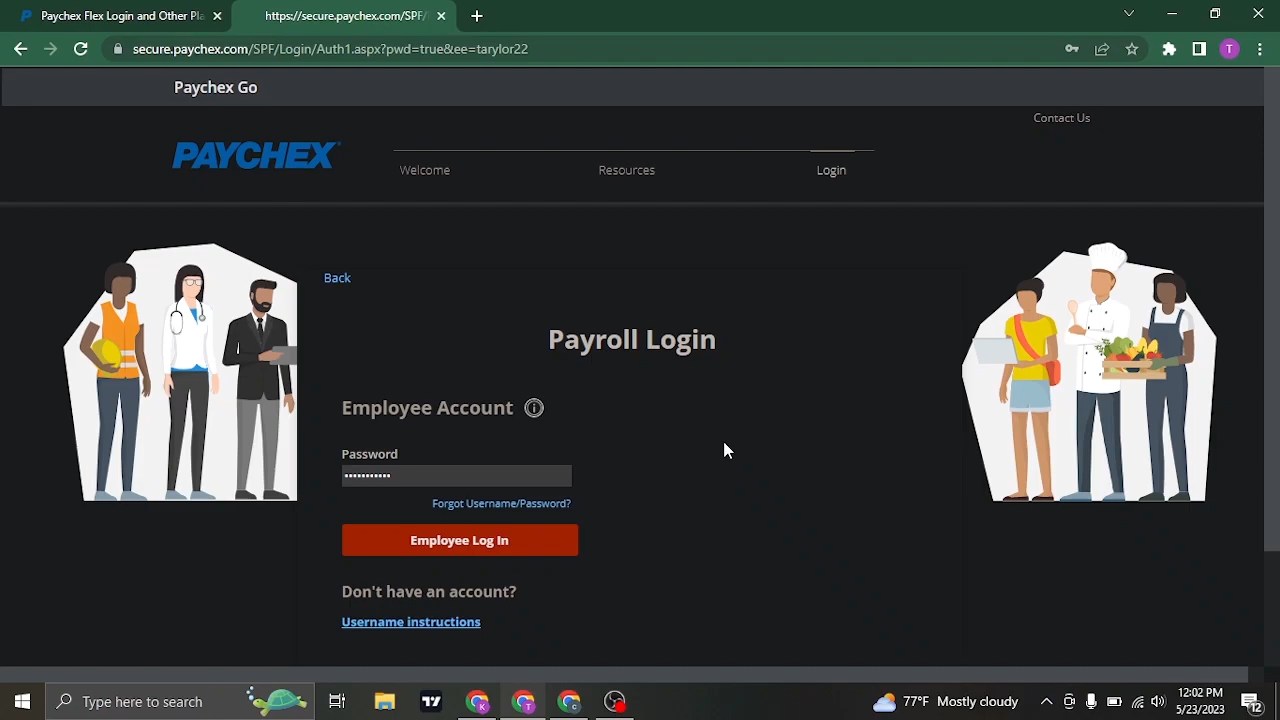 Paychex Flex Login and Other Pla
https://secure.paychex.com/SPF/
secure.paychex.com/SPF/Login/Auth1.aspx?pwd=true&ee=tarylor22
T
Paychex Go
Contact Us
PAYCHEX
Welcome
Resources
Login
Back
Payroll Login
Employee Account
Password
Forgot Username/Password?
Employee Log In
Don't have an account?
Username instructions
Type here to search
K
T
C
77°F Mostly cloudy
12:02 PM
5/23/2023
12